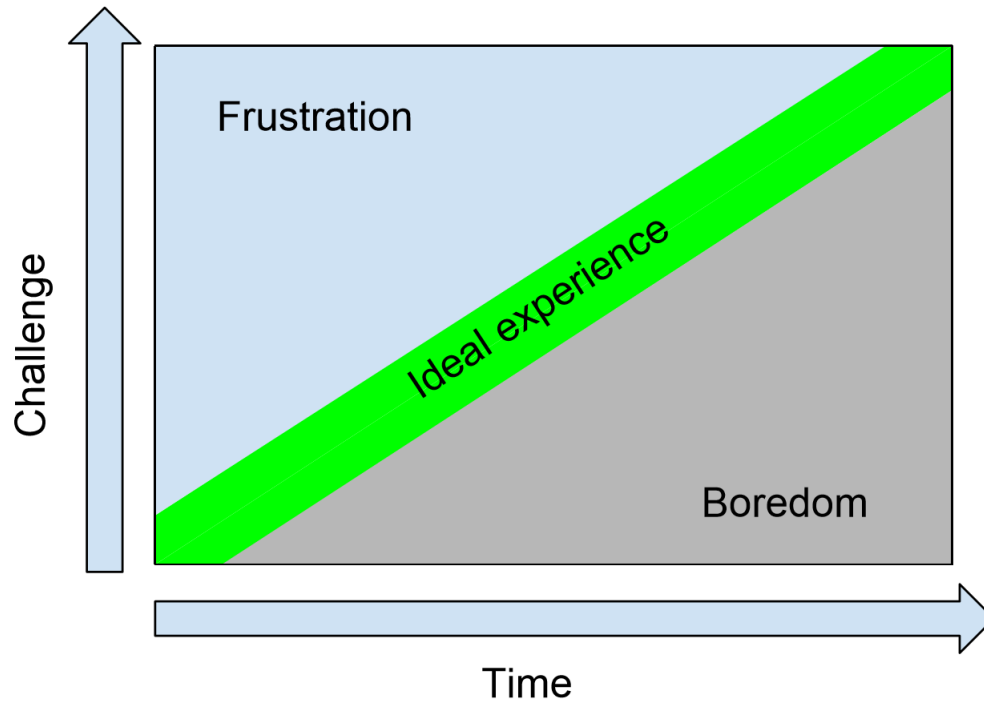 Frustration
Ideal experience
Boredom
Challenge
Time